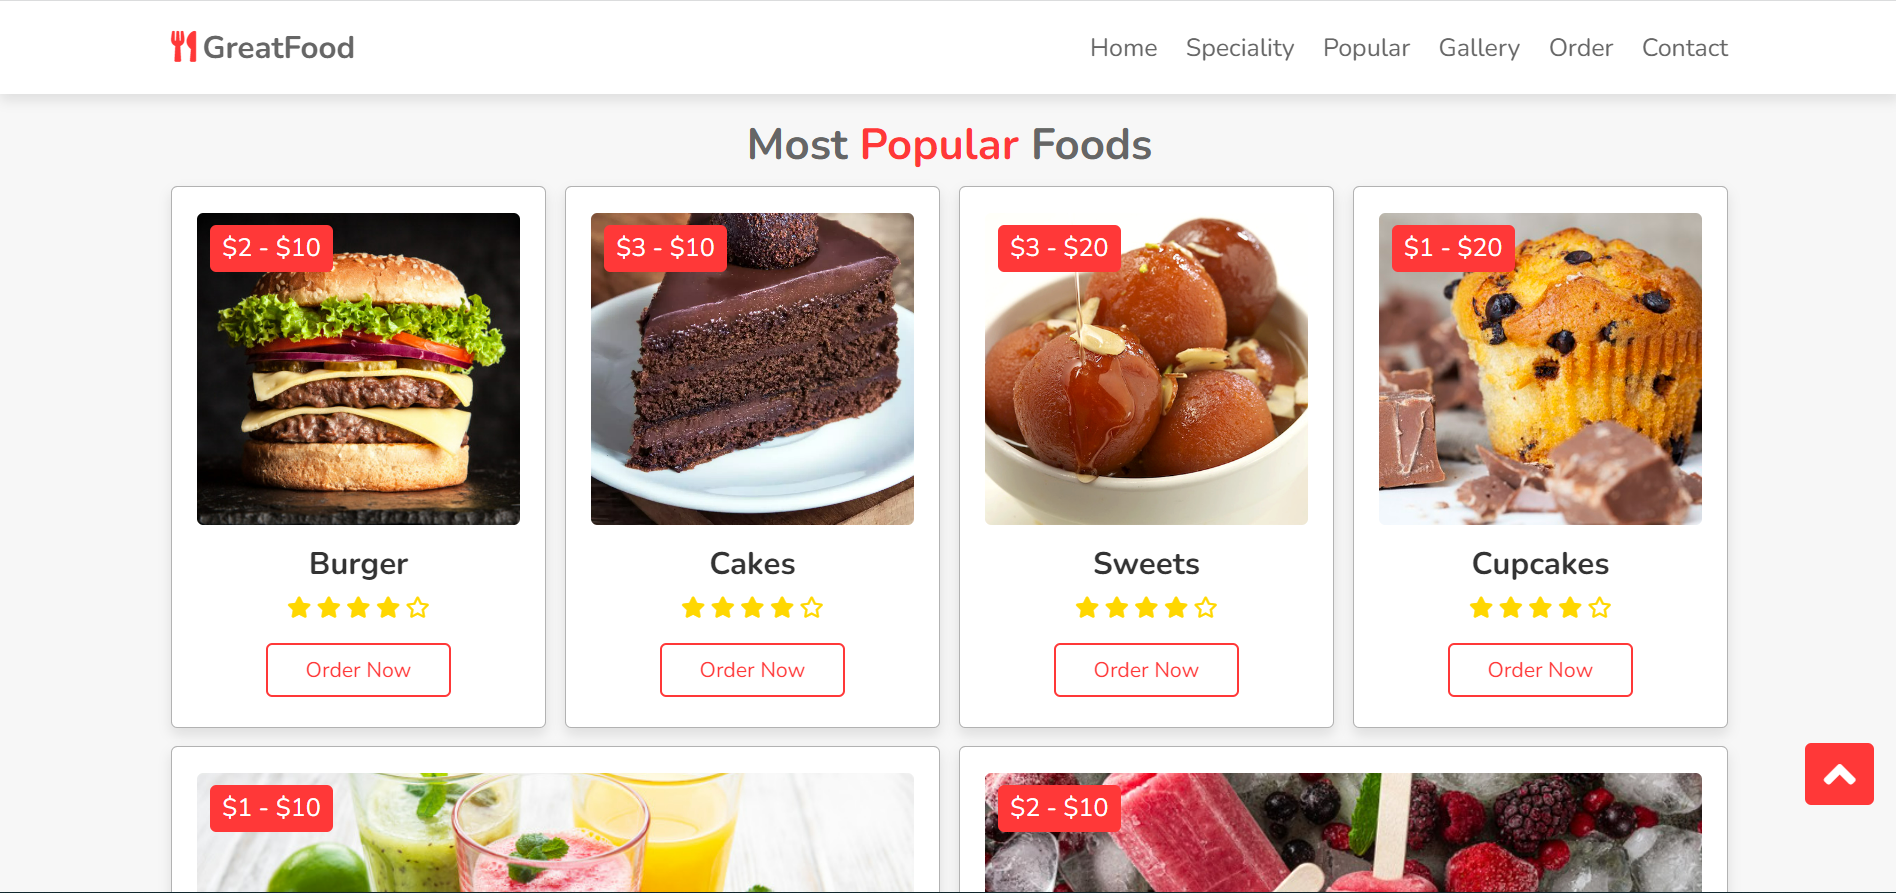 GreatFood
Home Speciality Popular Gallery Order Contact
Most Popular Foods
$2 - $10
$3 - $10
$3 - $20
$1 - $20
Burger
Cakes
Sweets
Cupcakes
Order Now
Order Now
Order Now
Order Now
$1 - $10
$2 - $10